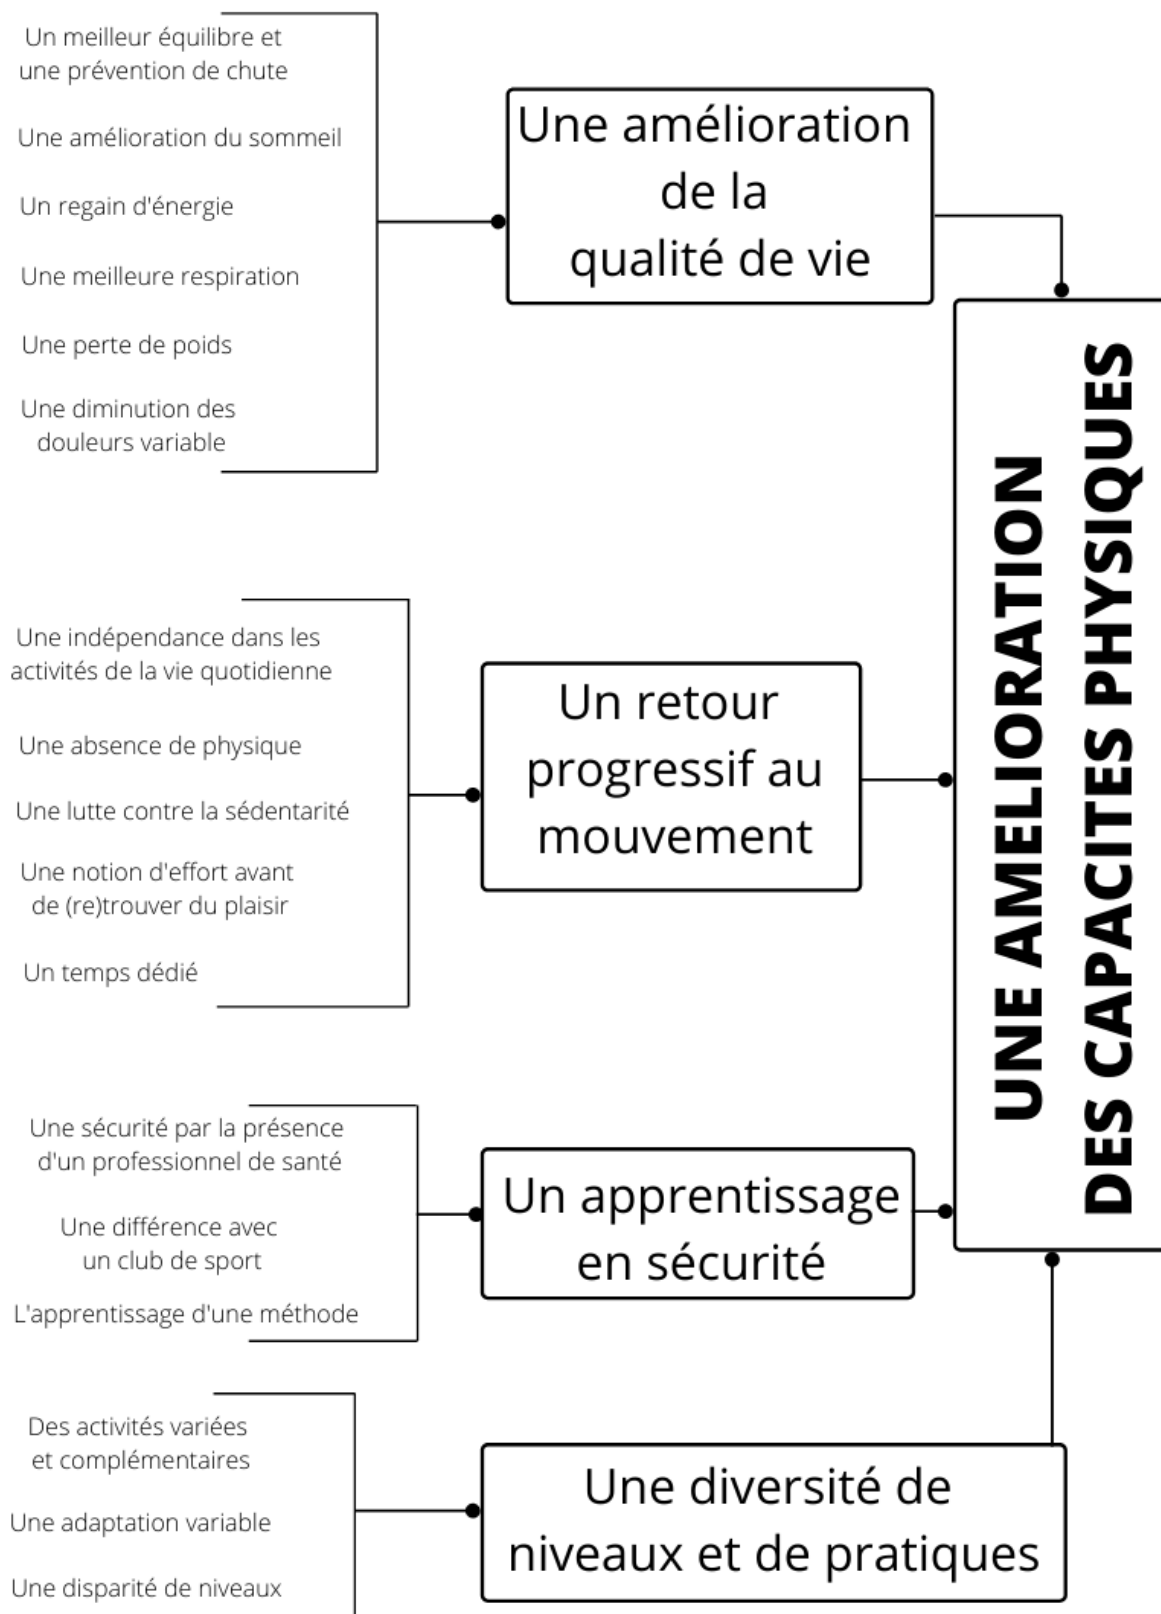 Un meilleur équilibre et
une prévention de chute
Une amélioration du sommeil
Un regain d'énergie
Une meilleure respiration
Une perte de poids
Une diminution des
douleurs variable
Une amélioration
de la
qualité de vie
Une indépendance dans les
activités de la vie quotidienne
Une absence de physique
Une lutte contre la sédentarité
Une notion d'effort avant
de (re)trouver du plaisir
Un temps dédié
Un retour
progressif au
mouvement
Une sécurité par la présence
d'un professionnel de santé
Une différence avec
un club de sport
L'apprentissage d'une méthode
Un apprentissage
en sécurité
Des activités variées
et complémentaires
Une adaptation variable
Une disparité de niveaux
Une diversité de
niveaux et de pratiques
UNE AMELIORATION
DES CAPACITES PHYSIQUES